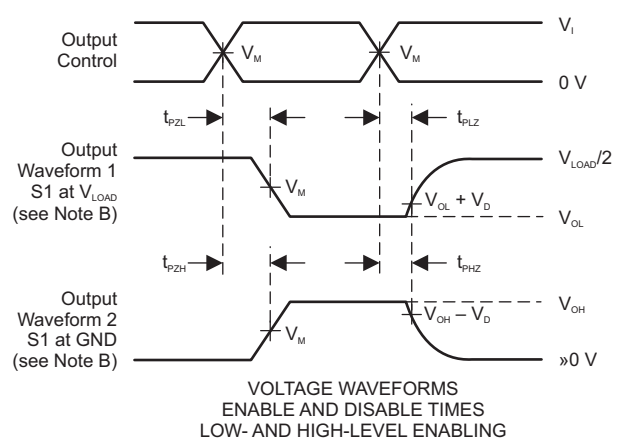 Output
Control
V_M
V_M
V_I
0 V
t_PZL
t_PLZ
Output
Waveform 1
S1 at V_LOAD
(see Note B)
V_M
V_OL + V_D
V_LOAD/2
V_OL
t_PZH
t_PHZ
Output
Waveform 2
S1 at GND
(see Note B)
V_M
V_OH – V_D
V_OH
»0 V
VOLTAGE WAVEFORMS
ENABLE AND DISABLE TIMES
LOW- AND HIGH-LEVEL ENABLING